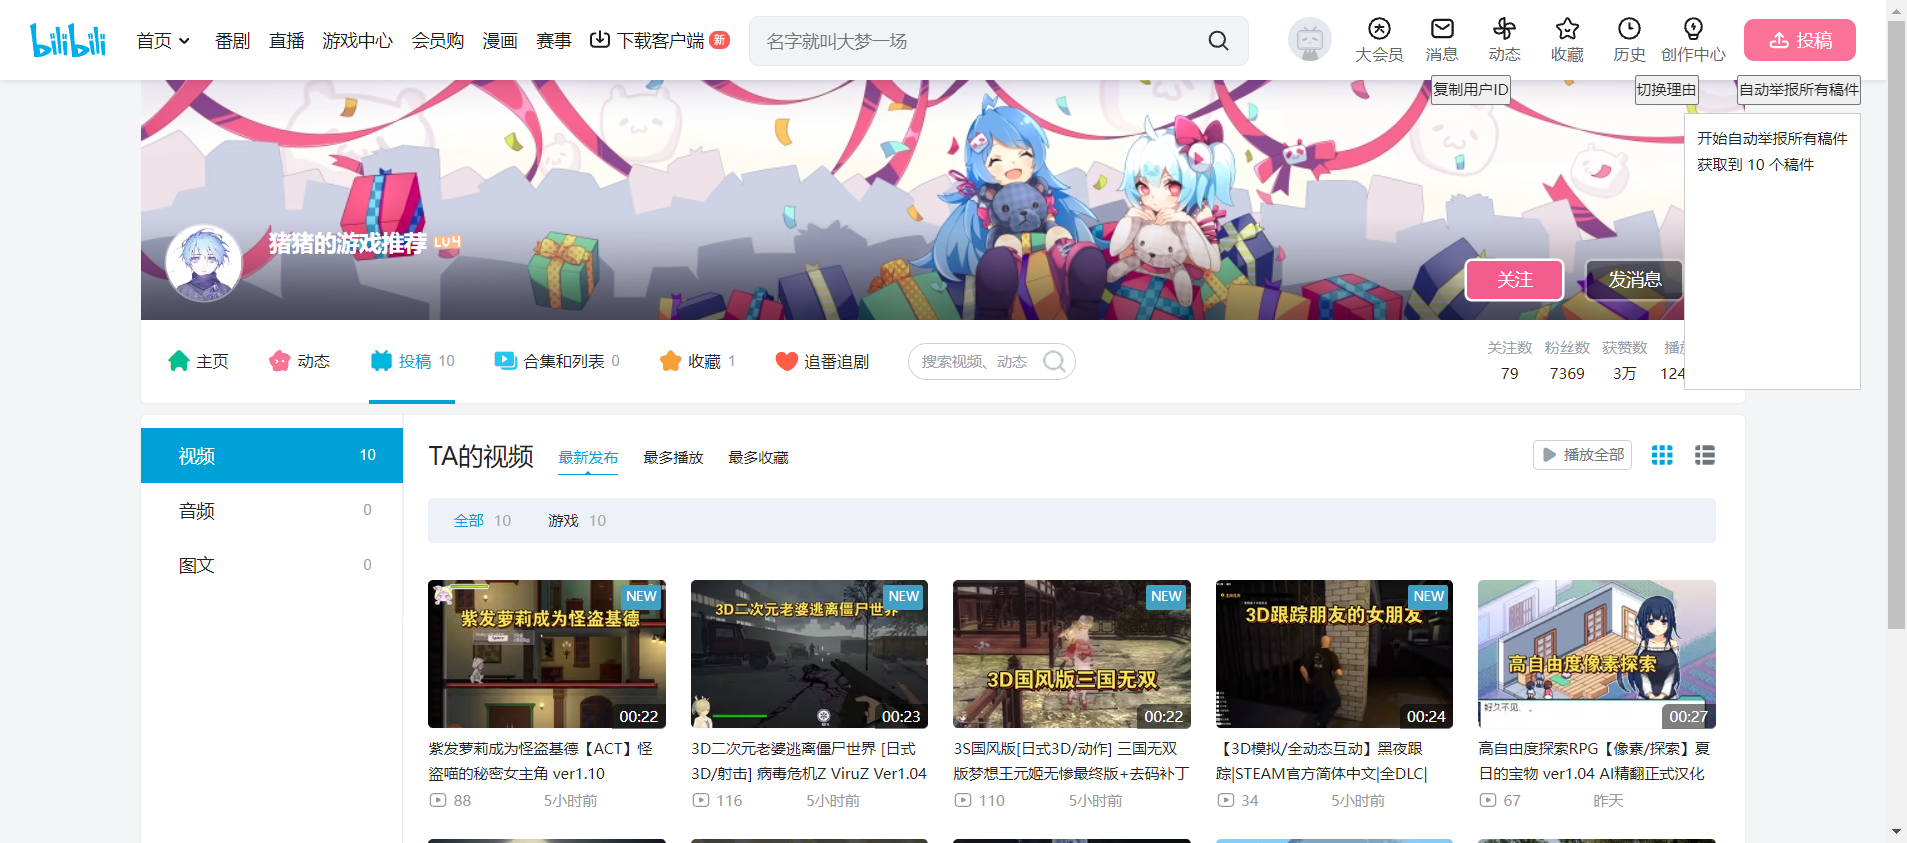 bilibili
首页
番剧
直播
游戏中心
会员购
漫画
赛事
下载客户端 新
名字就叫大梦一场
大会员
消息
动态
收藏
历史
创作中心
投稿
复制用户ID
切换理由
自动举报所有稿件
开始自动举报所有稿件
获取到 10 个稿件
猪猪的游戏推荐 LV4
关注
发消息
主页
动态
投稿 10
合集和列表 0
收藏 1
追番追剧
搜索视频、动态
关注数 粉丝数 获赞数
79 7369 3万 124
视频 10
音频 0
图文 0
TA的视频
最新发布
最多播放
最多收藏
播放全部
全部 10
游戏 10
NEW
紫发萝莉成为怪盗基德
00:22
紫发萝莉成为怪盗基德【ACT】怪
盗喵的秘密女主角 ver1.10
88 5小时前
NEW
3D二次元老婆逃离僵尸世界
00:23
3D二次元老婆逃离僵尸世界 [日式
3D/射击] 病毒危机Z ViruZ Ver1.04
116 5小时前
NEW
3D国风版三国无双
00:22
3S国风版[日式3D/动作] 三国无双
版梦想王元姬无惨最终版+去码补丁
110 5小时前
NEW
3D跟踪朋友的女朋友
00:24
【3D模拟/全动态互动】黑夜跟
踪|STEAM官方简体中文|全DLC|
34 5小时前
高自由度像素探索
好久不见．．
00:27
高自由度探索RPG【像素/探索】夏
日的宝物 ver1.04 AI精翻正式汉化
67 昨天